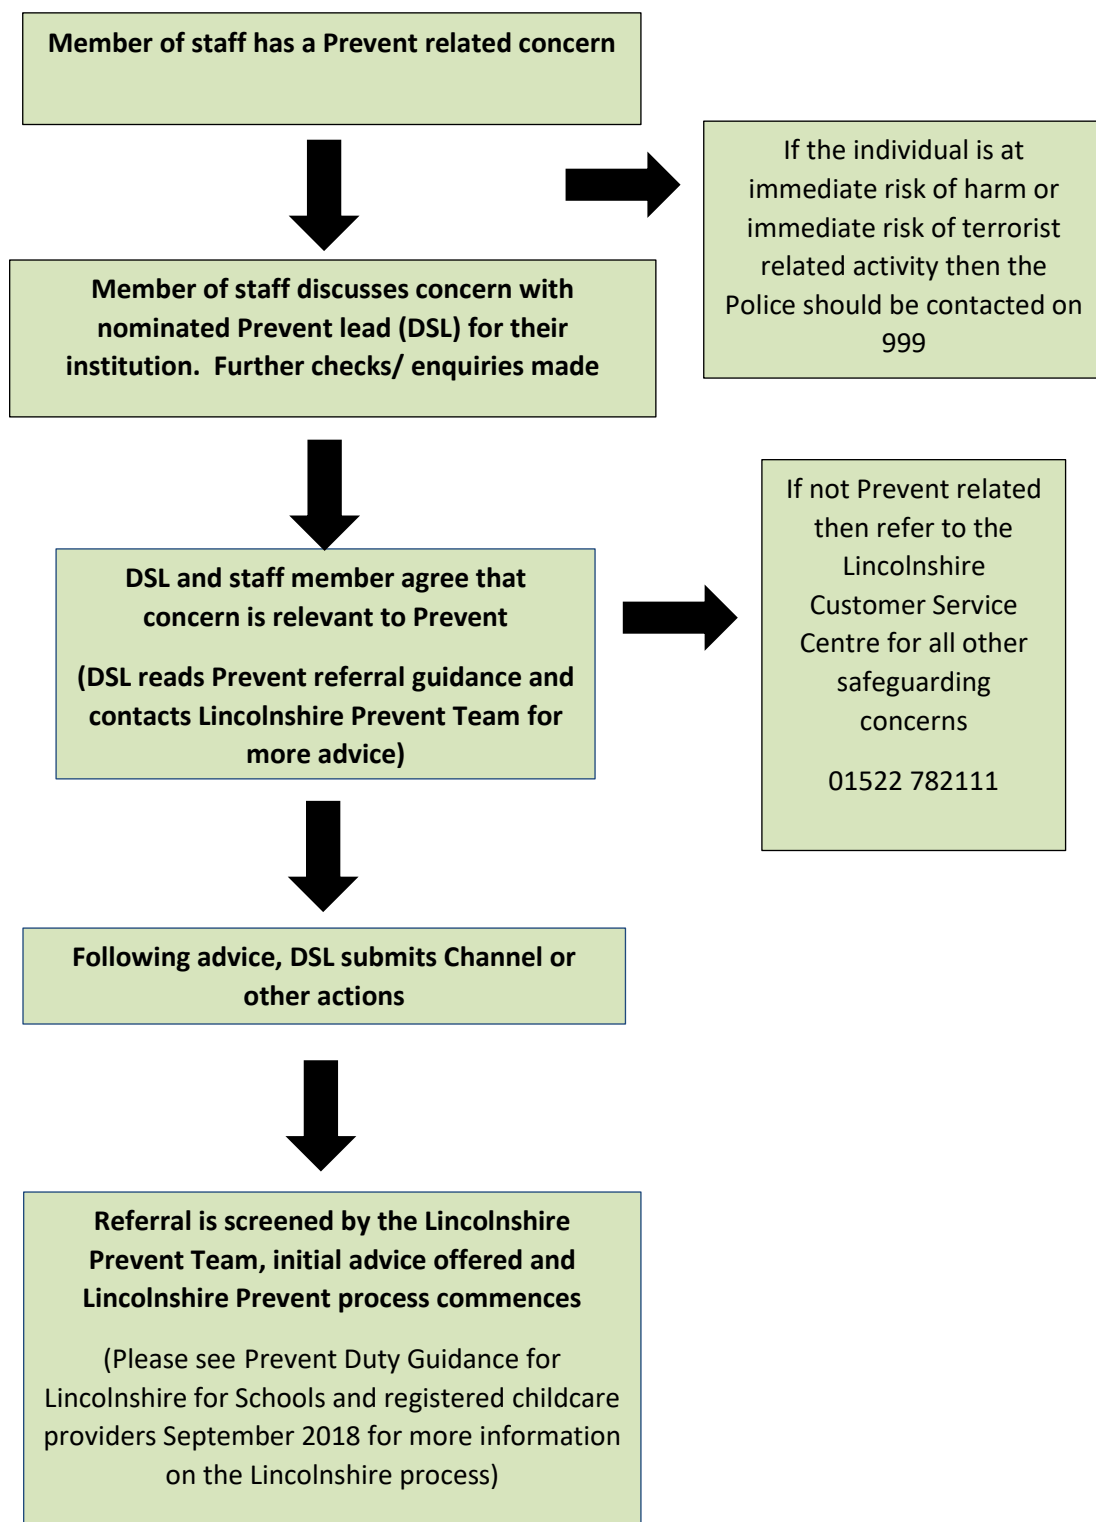 Member of staff has a Prevent related concern
If the individual is at
immediate risk of harm or
immediate risk of terrorist
related activity then the
Police should be contacted on
999
Member of staff discusses concern with
nominated Prevent lead (DSL) for their
institution.  Further checks/ enquiries made
If not Prevent related
then refer to the
Lincolnshire
Customer Service
Centre for all other
safeguarding
concerns
01522 782111
DSL and staff member agree that
concern is relevant to Prevent
(DSL reads Prevent referral guidance and
contacts Lincolnshire Prevent Team for
more advice)
Following advice, DSL submits Channel or
other actions
Referral is screened by the Lincolnshire
Prevent Team, initial advice offered and
Lincolnshire Prevent process commences
(Please see Prevent Duty Guidance for
Lincolnshire for Schools and registered childcare
providers September 2018 for more information
on the Lincolnshire process)